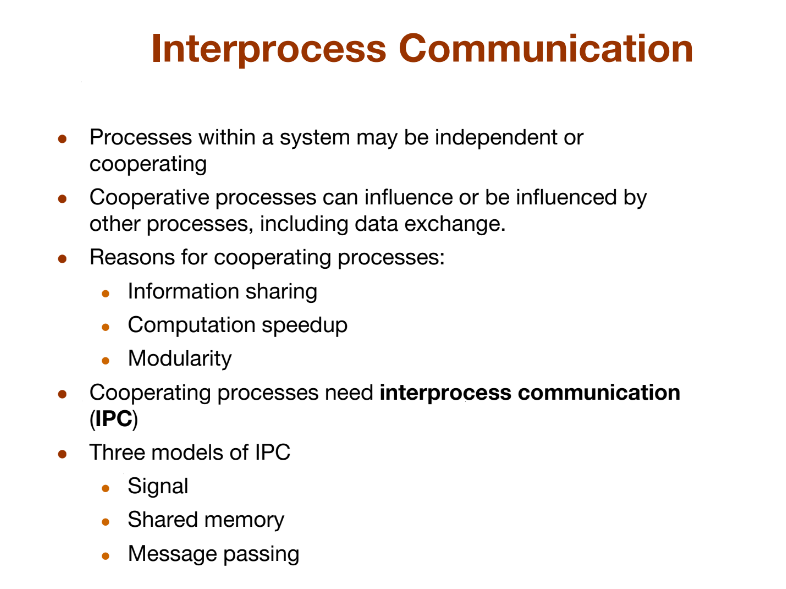 Interprocess Communication
• Processes within a system may be independent or
cooperating
• Cooperative processes can influence or be influenced by
other processes, including data exchange.
• Reasons for cooperating processes:
• Information sharing
• Computation speedup
• Modularity
• Cooperating processes need interprocess communication
(IPC)
• Three models of IPC
• Signal
• Shared memory
• Message passing